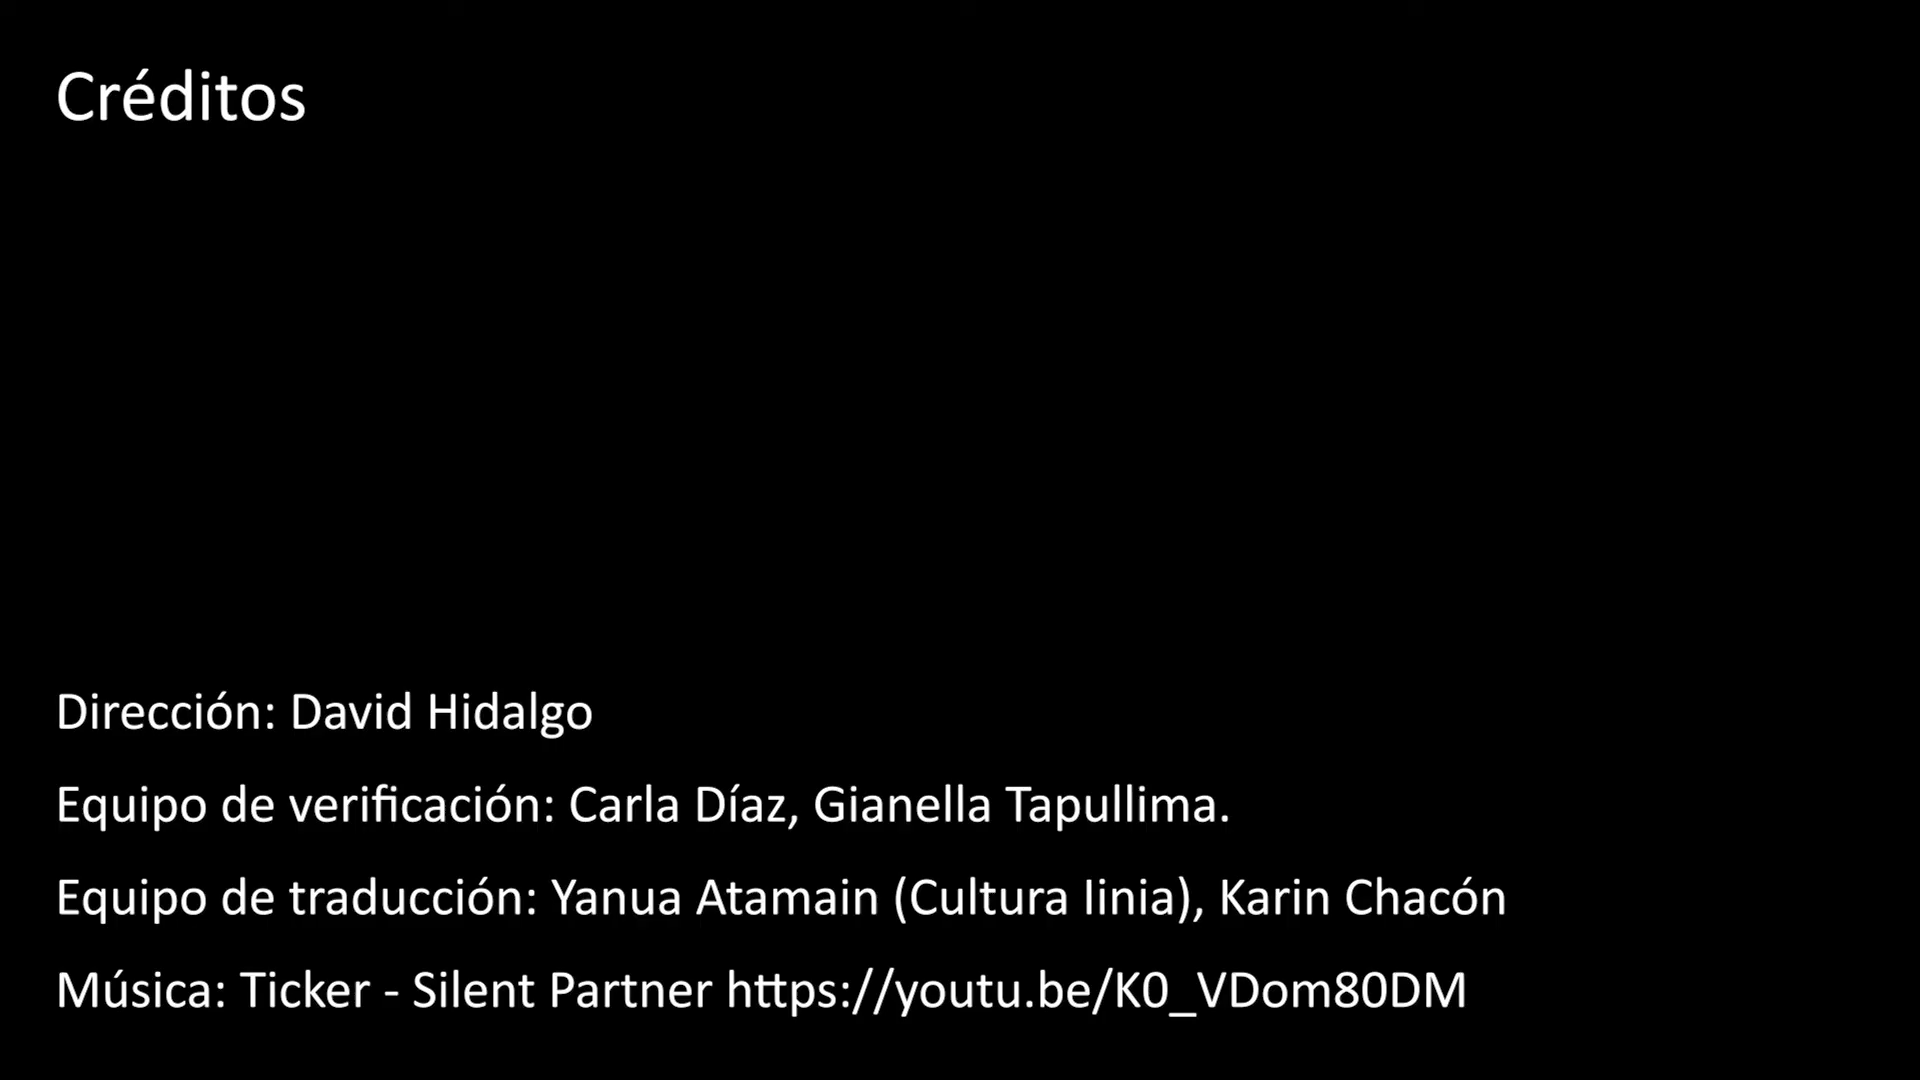 Créditos
Dirección: David Hidalgo
Equipo de verificación: Carla Díaz, Gianella Tapullima.
Equipo de traducción: Yanua Atamain (Cultura Iinia), Karin Chacón
Música: Ticker - Silent Partner https://youtu.be/K0_VDom80DM